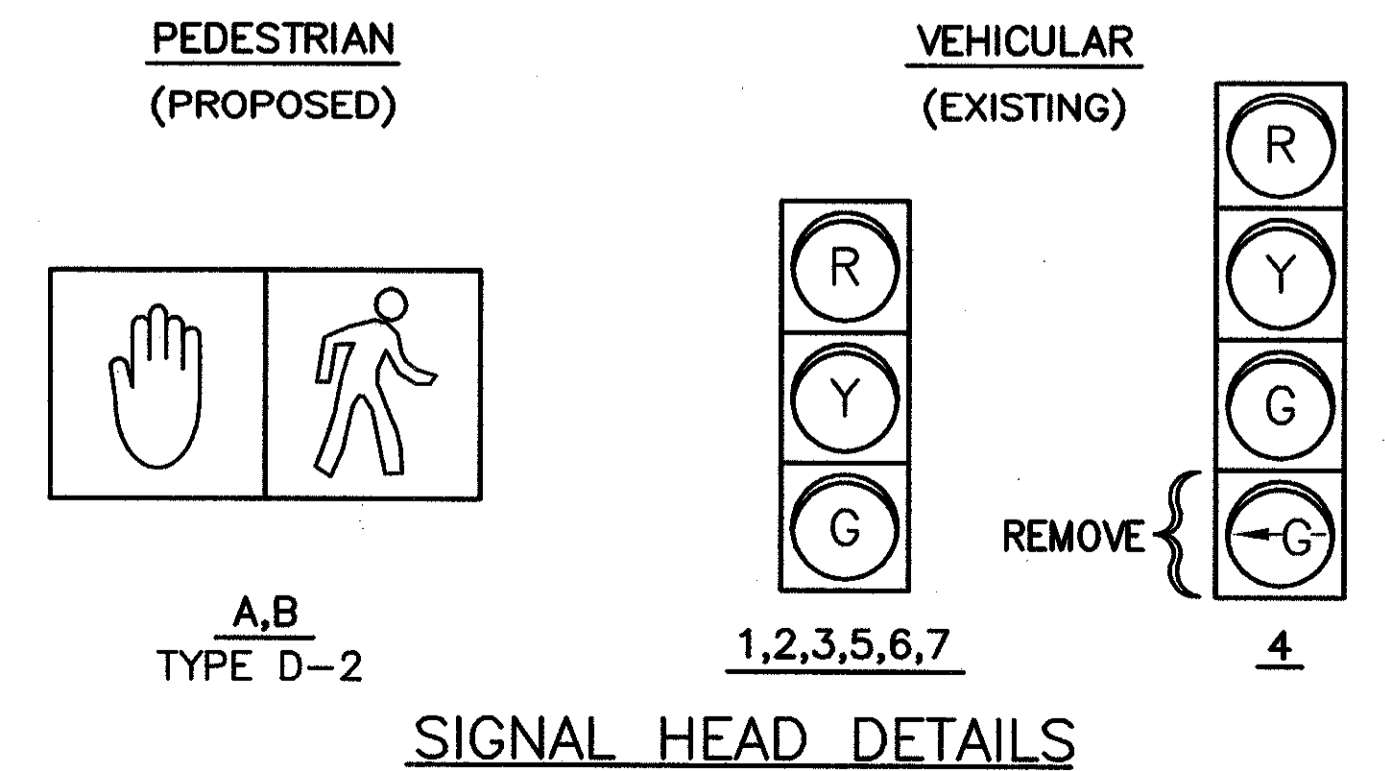 PEDESTRIAN
(PROPOSED)
A,B
TYPE D-2
VEHICULAR
(EXISTING)
R
Y
G
1,2,3,5,6,7
R
Y
G
G
REMOVE
4
SIGNAL HEAD DETAILS